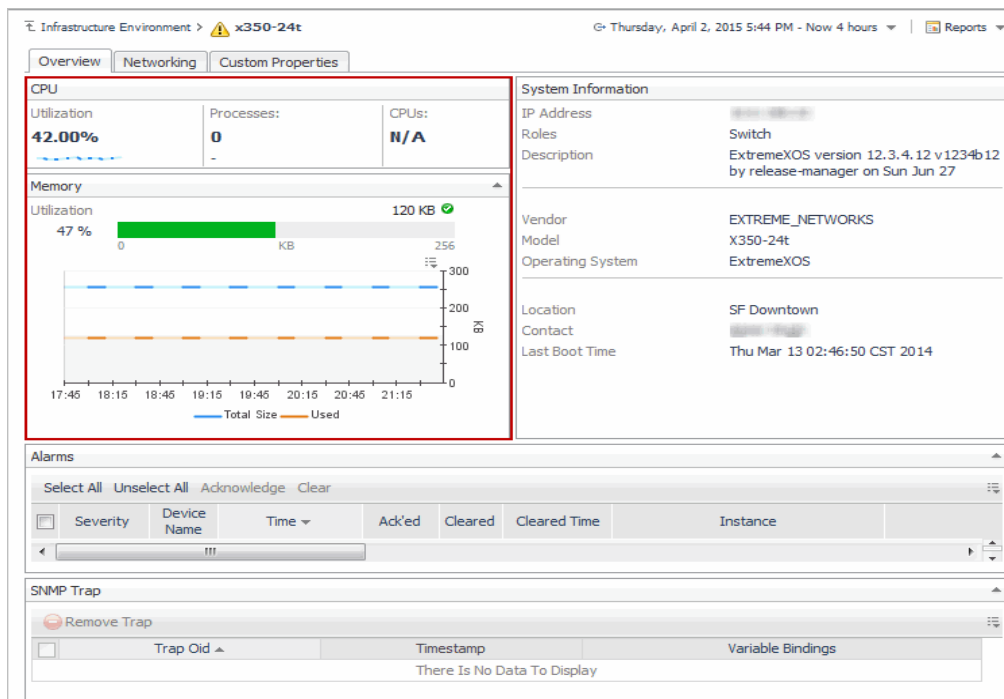 Infrastructure Environment > x350-24t
Thursday, April 2, 2015 5:44 PM - Now 4 hours
Reports
Overview
Networking
Custom Properties
CPU
Utilization
Processes:
CPUs:
42.00%
0
N/A
-
Memory
Utilization
120 KB
47 %
0
KB
256
300
200
100
0
KB
17:45 18:15 18:45 19:15 19:45 20:15 20:45 21:15
Total Size
Used
System Information
IP Address
Roles
Switch
Description
ExtremeXOS version 12.3.4.12 v1234b12
by release-manager on Sun Jun 27
Vendor
EXTREME_NETWORKS
Model
X350-24t
Operating System
ExtremeXOS
Location
SF Downtown
Contact
Last Boot Time
Thu Mar 13 02:46:50 CST 2014
Alarms
Select All Unselect All Acknowledge Clear
Severity
Device
Name
Time
Ack'ed
Cleared
Cleared Time
Instance
SNMP Trap
Remove Trap
Trap Oid
Timestamp
Variable Bindings
There Is No Data To Display